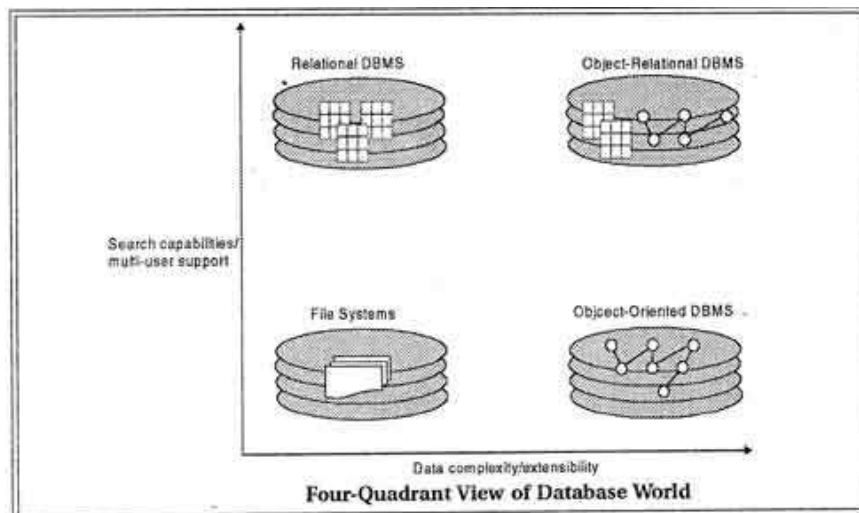 Relational DBMS
Object-Relational DBMS
Search capabilities/
multi-user support
File Systems
Objcect-Oriented DBMS
Data complexity/extensibility
Four-Quadrant View of Database World